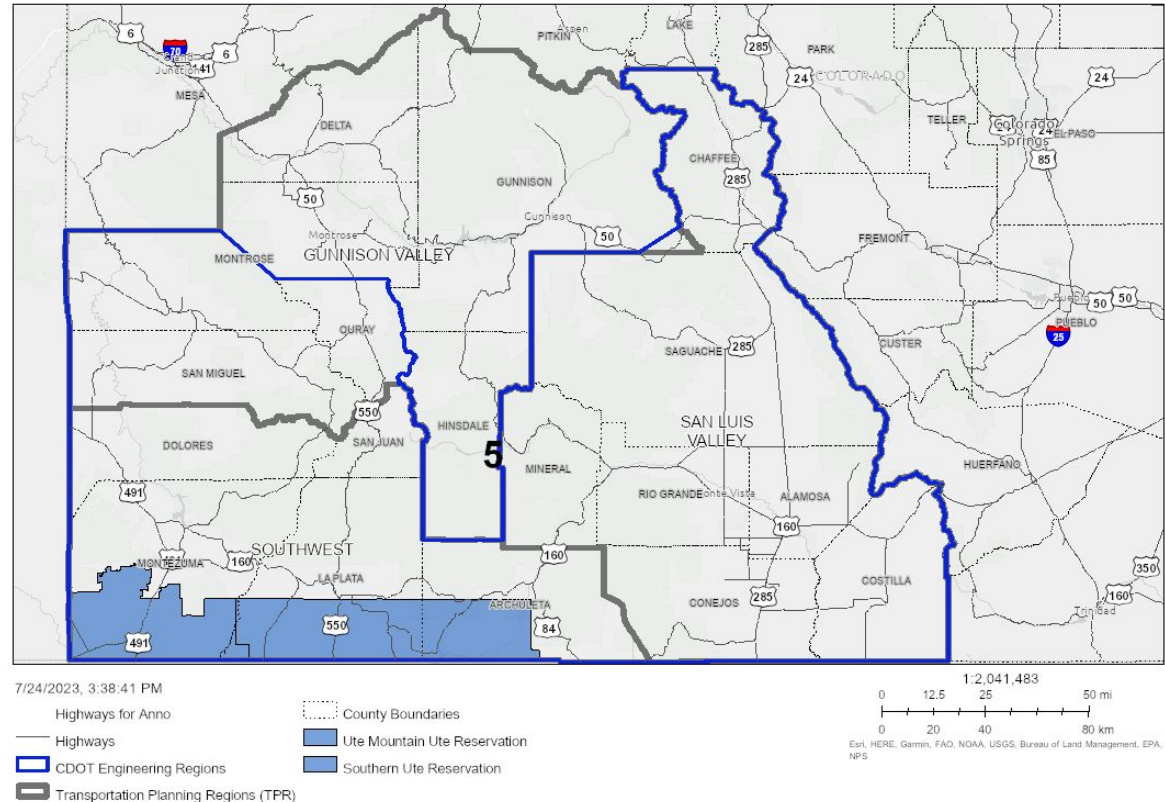 6
70
6
Grand
Junction
141
MESA
PITKIN
Aspen
LAKE
285
PARK
24
COLORADO
24
DELTA
TELLER
Colorado
Springs
24
24
EL PASO
85
CHAFFEE
285
GUNNISON
50
Gunnison
50
Montrose
GUNNISON VALLEY
MONTROSE
FREMONT
Pueblo
50
50
PUEBLO
25
OURAY
SAGUACHE
285
CUSTER
SAN MIGUEL
550
HINSDALE
SAN LUIS
VALLEY
DOLORES
SAN JUAN
5
MINERAL
HUERFANO
491
RIO GRANDE
Monte Vista
ALAMOSA
160
SOUTHWEST
MONTEZUMA
160
160
LA PLATA
COSTILLA
350
160
ARCHULETA
CONEJOS
285
Trinidad
491
550
84
7/24/2023, 3:38:41 PM
Highways for Anno
Highways
CDOT Engineering Regions
Transportation Planning Regions (TPR)
County Boundaries
Ute Mountain Ute Reservation
Southern Ute Reservation
1:2,041,483
0 12.5 25 50 mi
0 20 40 80 km
Esri, HERE, Garmin, FAO, NOAA, USGS, Bureau of Land Management, EPA,
NPS